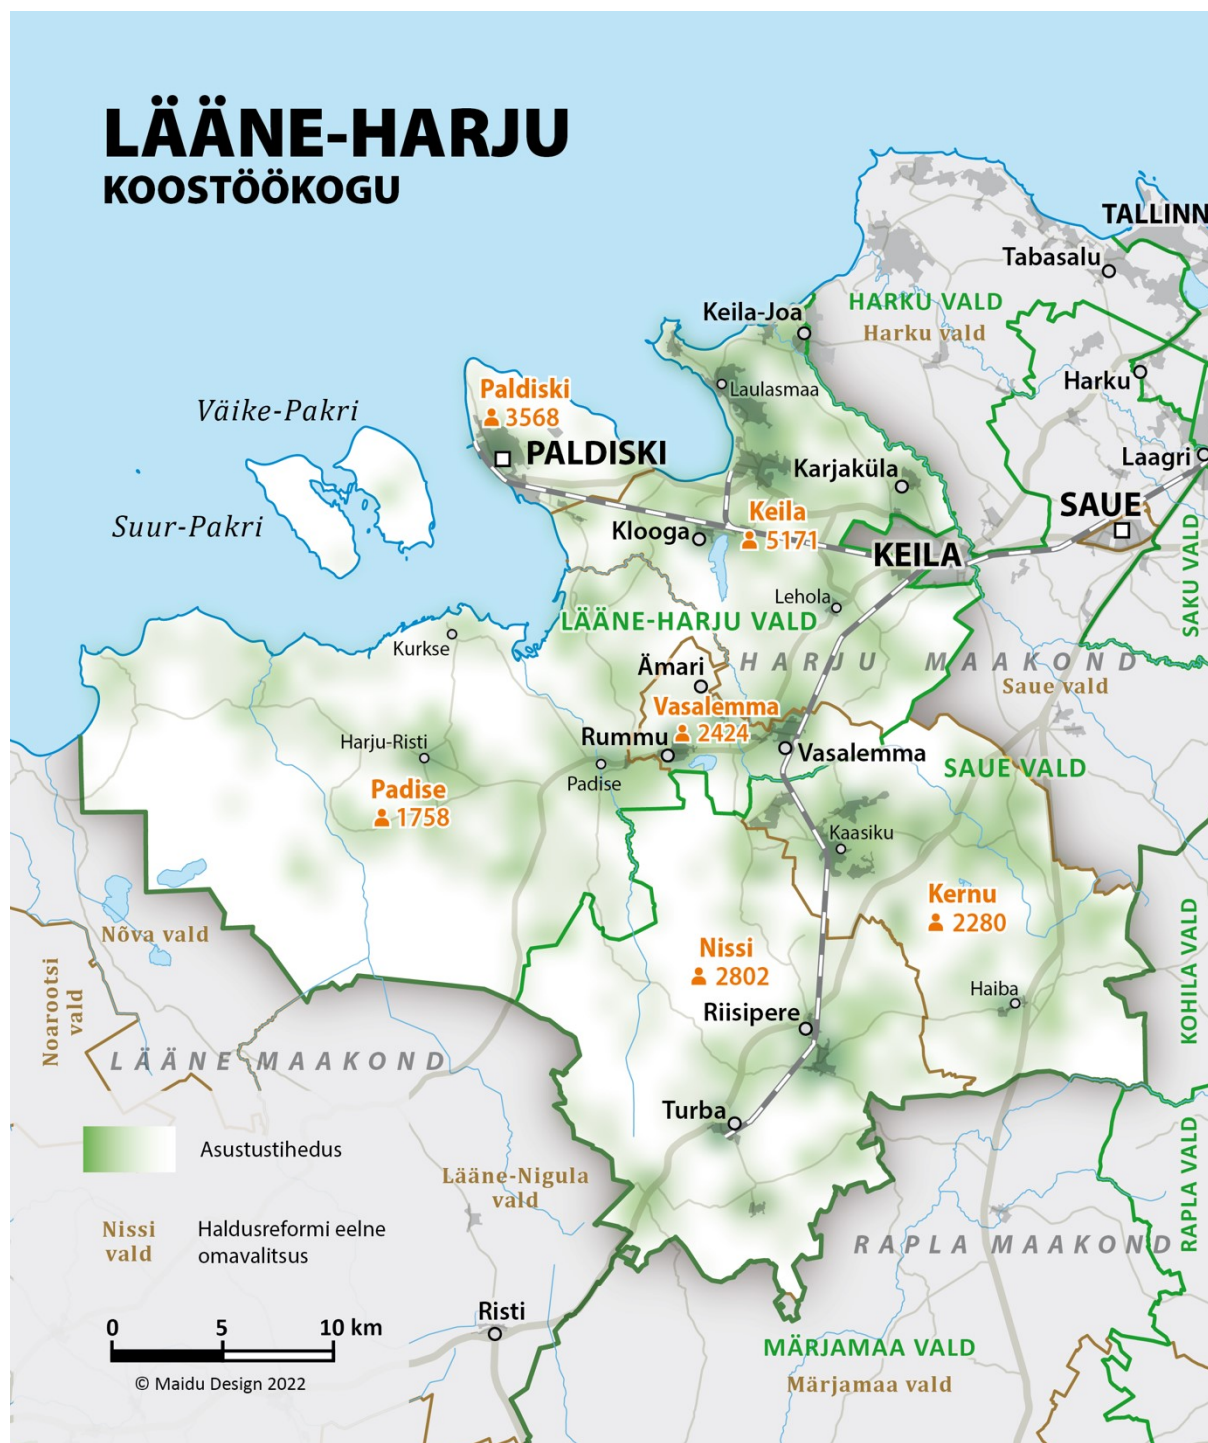 LÄÄNE-HARJU
KOOSTÖÖKOGU
TALLINN
Tabasalu
Keila-Joa
HARKU VALD
Harku vald
Harku
Paldiski
3568
Laulasmaa
Väike-Pakri
PALDISKI
Laagri
Karjaküla
SAUE
Keila
5171
Suur-Pakri
Klooga
KEILA
SAKU VALD
Lehola
LÄÄNE-HARJU VALD
Kurkse
HARJU MAAKOND
Ämari
Saue vald
Vasalemma
2424
Rummu
Harju-Risti
Vasalemma
SAUE VALD
Padise
Padise
1758
Kaasiku
Kernu
2280
Nõva vald
Nissi
2802
KOHILA VALD
Noarootsi
vald
Haiba
Riisipere
LÄÄNE MAAKOND
Turba
Asustustihedus
RAPLA VALD
Lääne-Nigula
vald
Nissi
vald
Haldusreformi eelne
omavalitsus
RAPLA MAAKOND
Risti
0 5 10 km
MÄRJAMAA VALD
© Maidu Design 2022
Märjamaa vald